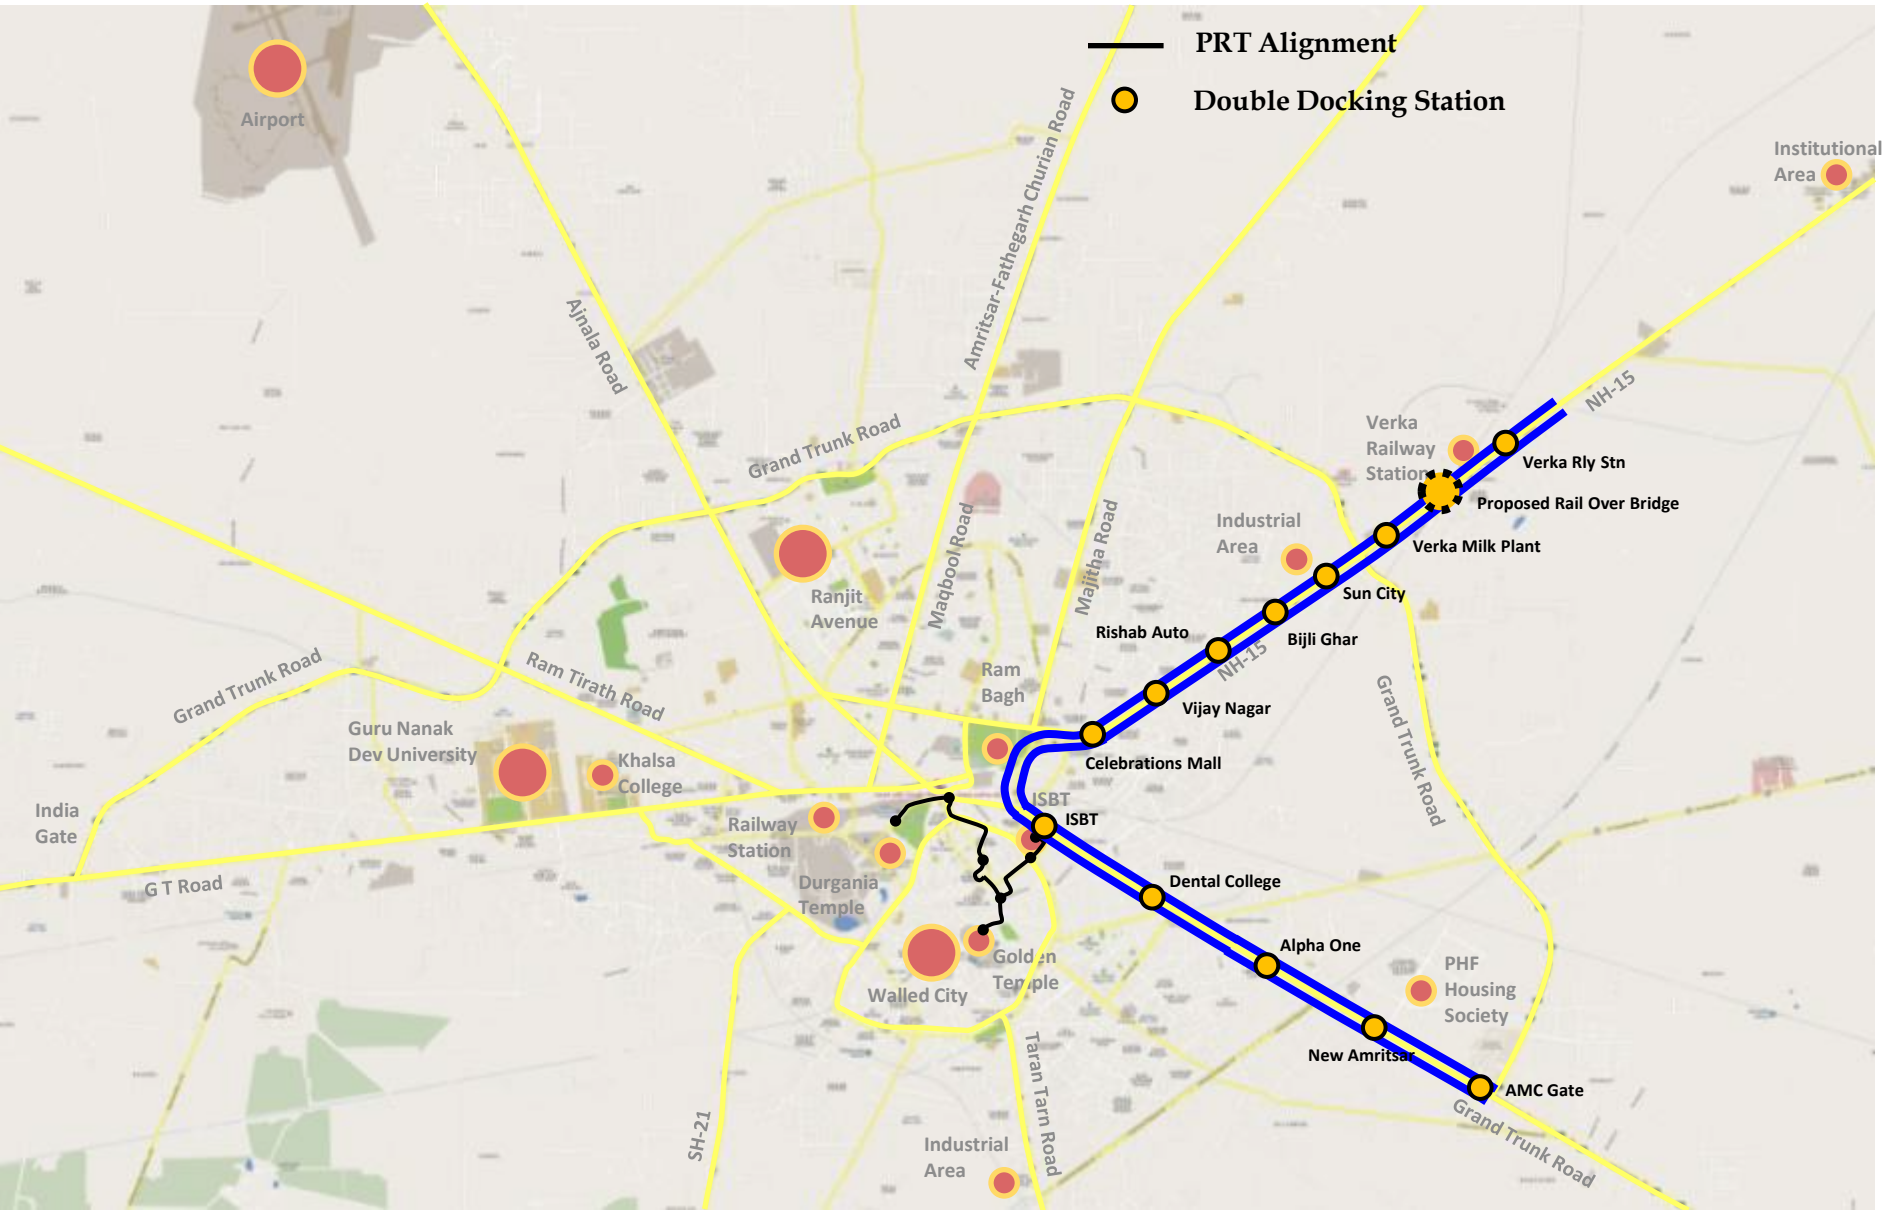 PRT Alignment
Double Docking Station
Airport
Institutional
Area
Amritsar-Fathegarh Churian Road
Ajnala Road
NH-15
Grand Trunk Road
Verka
Railway
Station
Verka Rly Stn
Proposed Rail Over Bridge
Industrial
Area
Verka Milk Plant
Maqbool Road
Majitha Road
Ranjit
Avenue
Sun City
Rishab Auto
Bijli Ghar
NH-15
Grand Trunk Road
Ram Tirath Road
Ram
Bagh
Vijay Nagar
Grand Trunk Road
Guru Nanak
Dev University
Khalsa
College
Celebrations Mall
India
Gate
ISBT
ISBT
Railway
Station
G T Road
Durgania
Temple
Dental College
Alpha One
Golden
Temple
Walled City
PHF
Housing
Society
New Amritsar
AMC Gate
Grand Trunk Road
Taran Tarn Road
SH-21
Industrial
Area